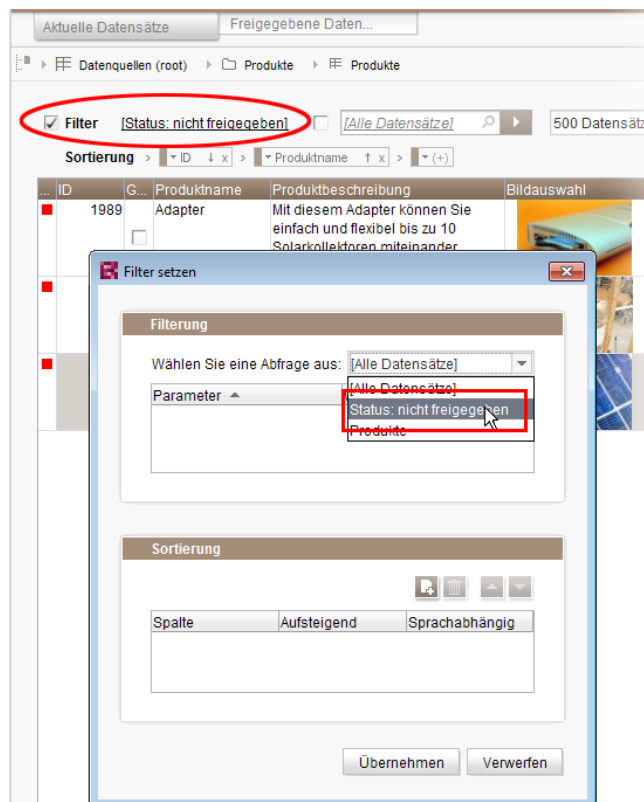 Aktuelle Datensätze Freigegebene Daten...
Datenquellen (root) Produkte Produkte
Filter [Status: nicht freigegeben] [Alle Datensätze] 500 Datensätz
Sortierung > ID ↓ x > Produktname ↑ x > (+)
... ID G... Produktname Produktbeschreibung Bildauswahl
1989 Adapter Mit diesem Adapter können Sie
einfach und flexibel bis zu 10
Solarkollektoren miteinander
Filter setzen
Filterung
Wählen Sie eine Abfrage aus: [Alle Datensätze]
[Alle Datensätze]
Parameter
Status: nicht freigegeben
Produkte
Sortierung
Spalte Aufsteigend Sprachabhängig
Übernehmen Verwerfen